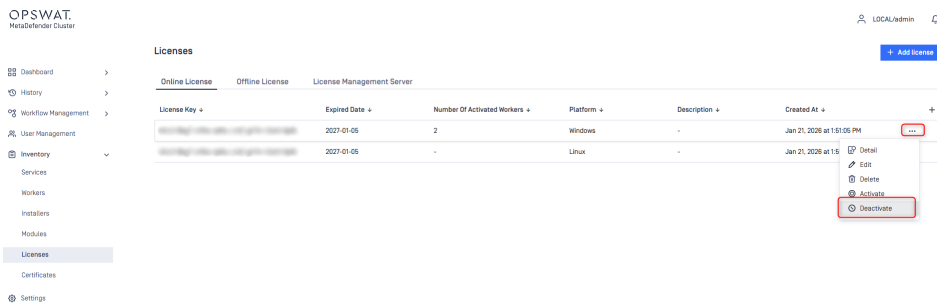 OPSWAT.
MetaDefender Cluster
LOCAL/admin
Licenses
+ Add license
Dashboard
History
Workflow Management
User Management
Inventory
Services
Workers
Installers
Modules
Licenses
Certificates
Settings
Online License Offline License License Management Server
License Key Expired Date Number Of Activated Workers Platform Description Created At +
2027-01-05 2 Windows - Jan 21, 2026 at 1:51:05 PM ...
2027-01-05 - Linux - Jan 21, 2026 at 1:5
Detail
Edit
Delete
Activate
Deactivate